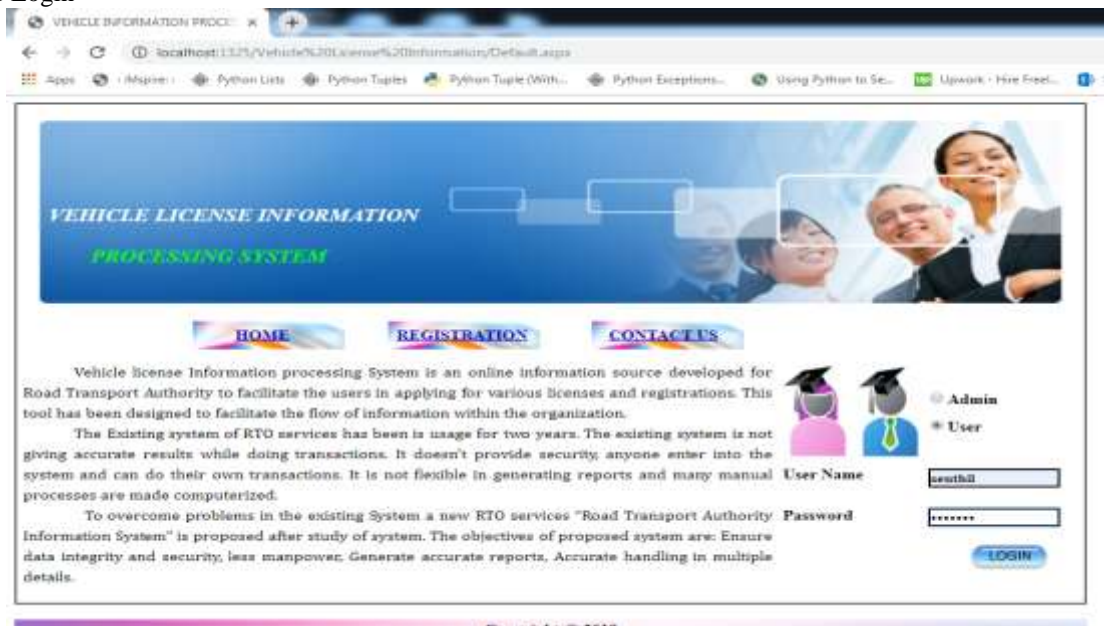 Login
VEHICLE INFORMATION PROCE
localhost:1325/Vehicle%20License%20Information/Default.aspx
Apps Python Lists Python Tuples Python Tuple (With... Python Exceptions... Using Python to Se... Upwork - Hire Freel...
VEHICLE LICENSE INFORMATION
PROCESSING SYSTEM
HOME REGISTRATION CONTACT US
Vehicle license Information processing System is an online information source developed for
Road Transport Authority to facilitate the users in applying for various licenses and registrations. This
tool has been designed to facilitate the flow of information within the organization.
The Existing system of RTO services has been is usage for two years. The existing system is not
giving accurate results while doing transactions. It doesn't provide security, anyone enter into the
system and can do their own transactions. It is not flexible in generating reports and many manual
processes are made computerized.
To overcome problems in the existing System a new RTO services "Road Transport Authority
Information System" is proposed after study of system. The objectives of proposed system are: Ensure
data integrity and security, less manpower, Generate accurate reports, Accurate handling in multiple
details.
Admin
User
User Name senthil
Password •••••••
LOGIN